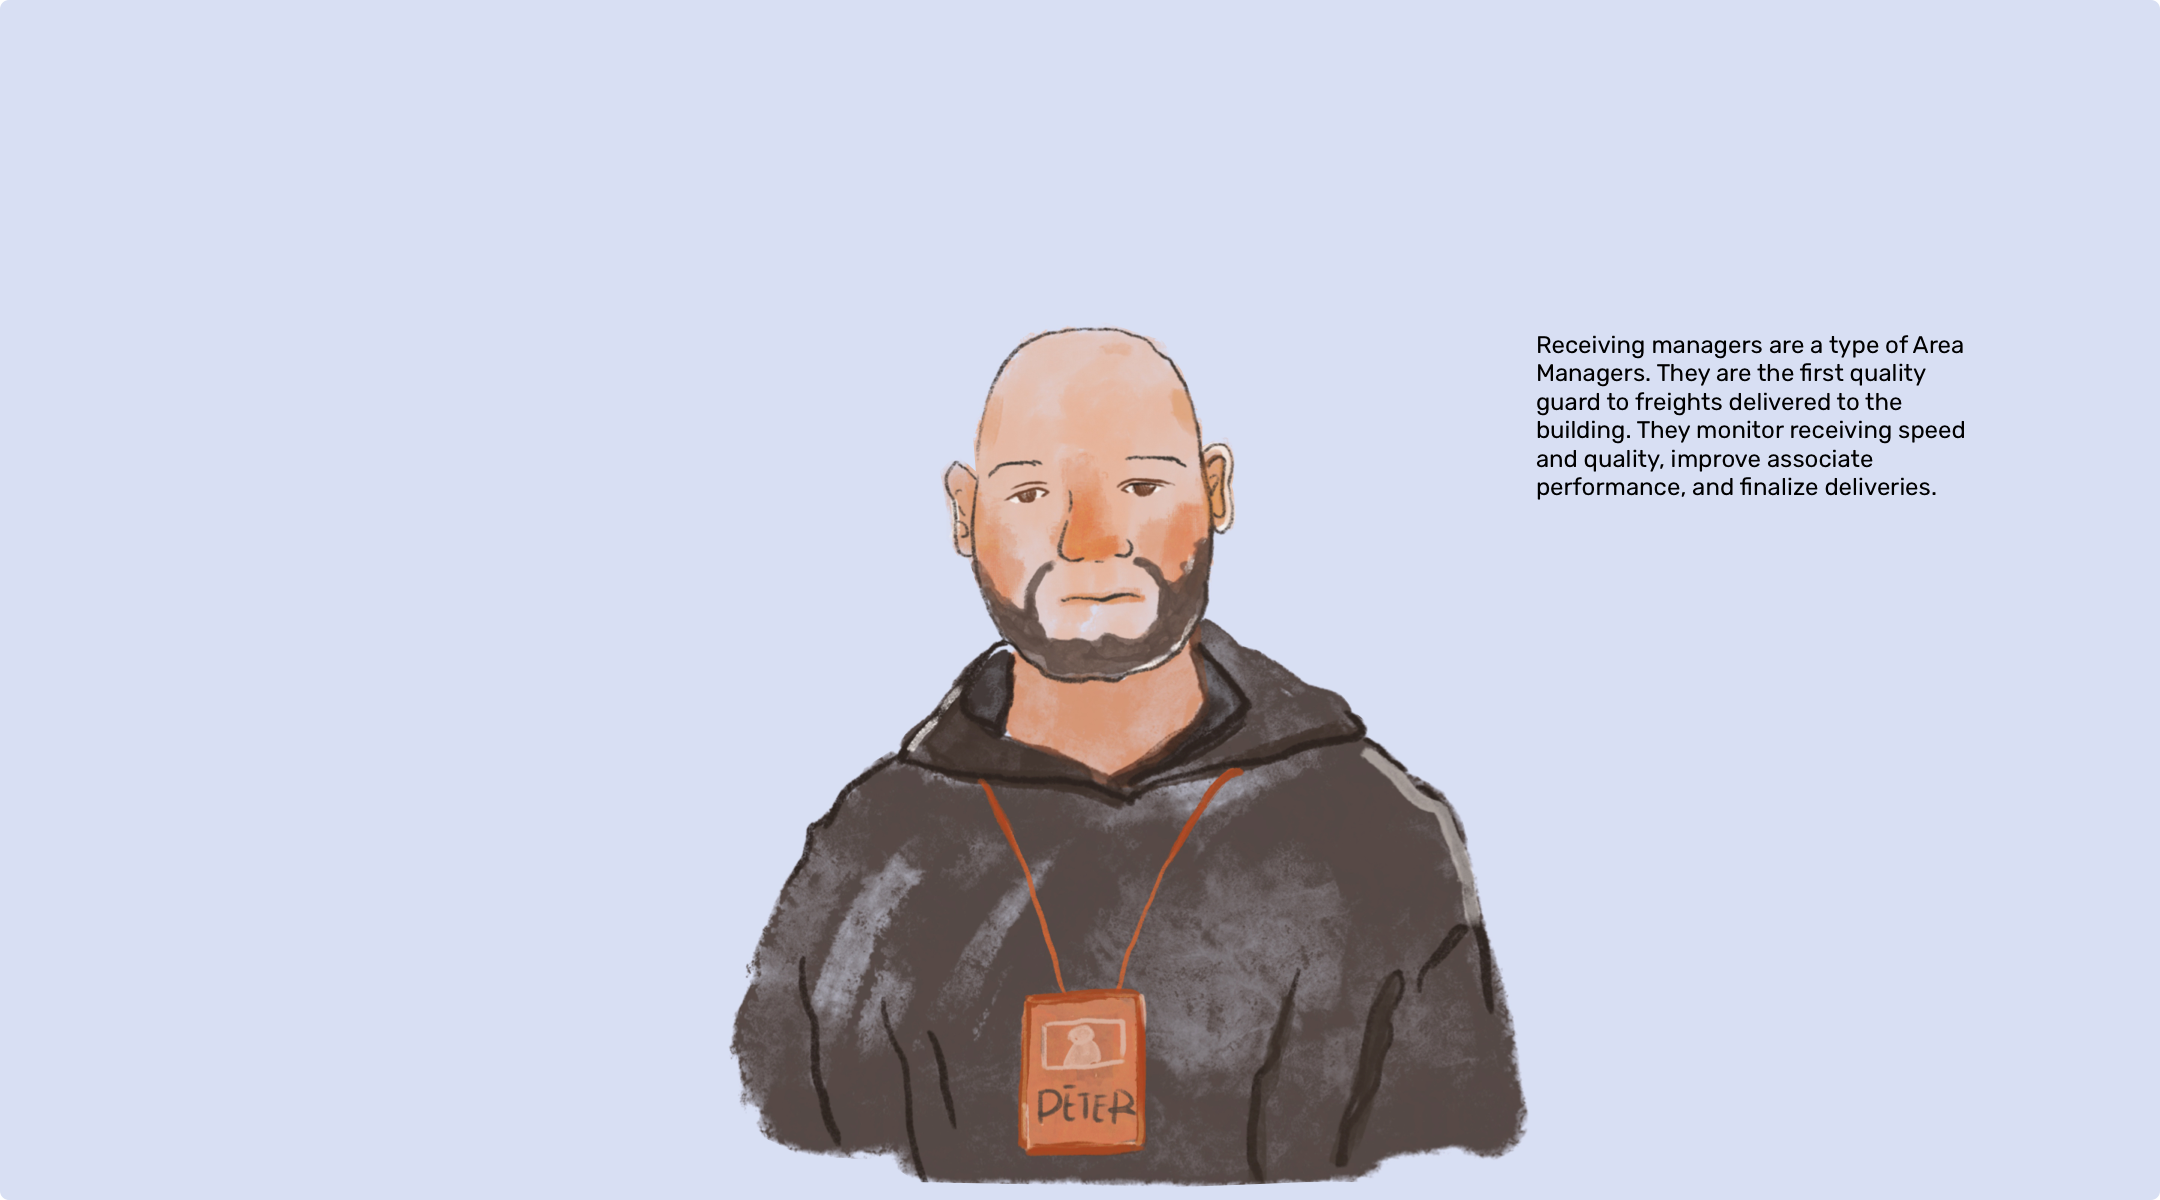 Receiving managers are a type of Area
Managers. They are the first quality
guard to freights delivered to the
building. They monitor receiving speed
and quality, improve associate
performance, and finalize deliveries.
PETER